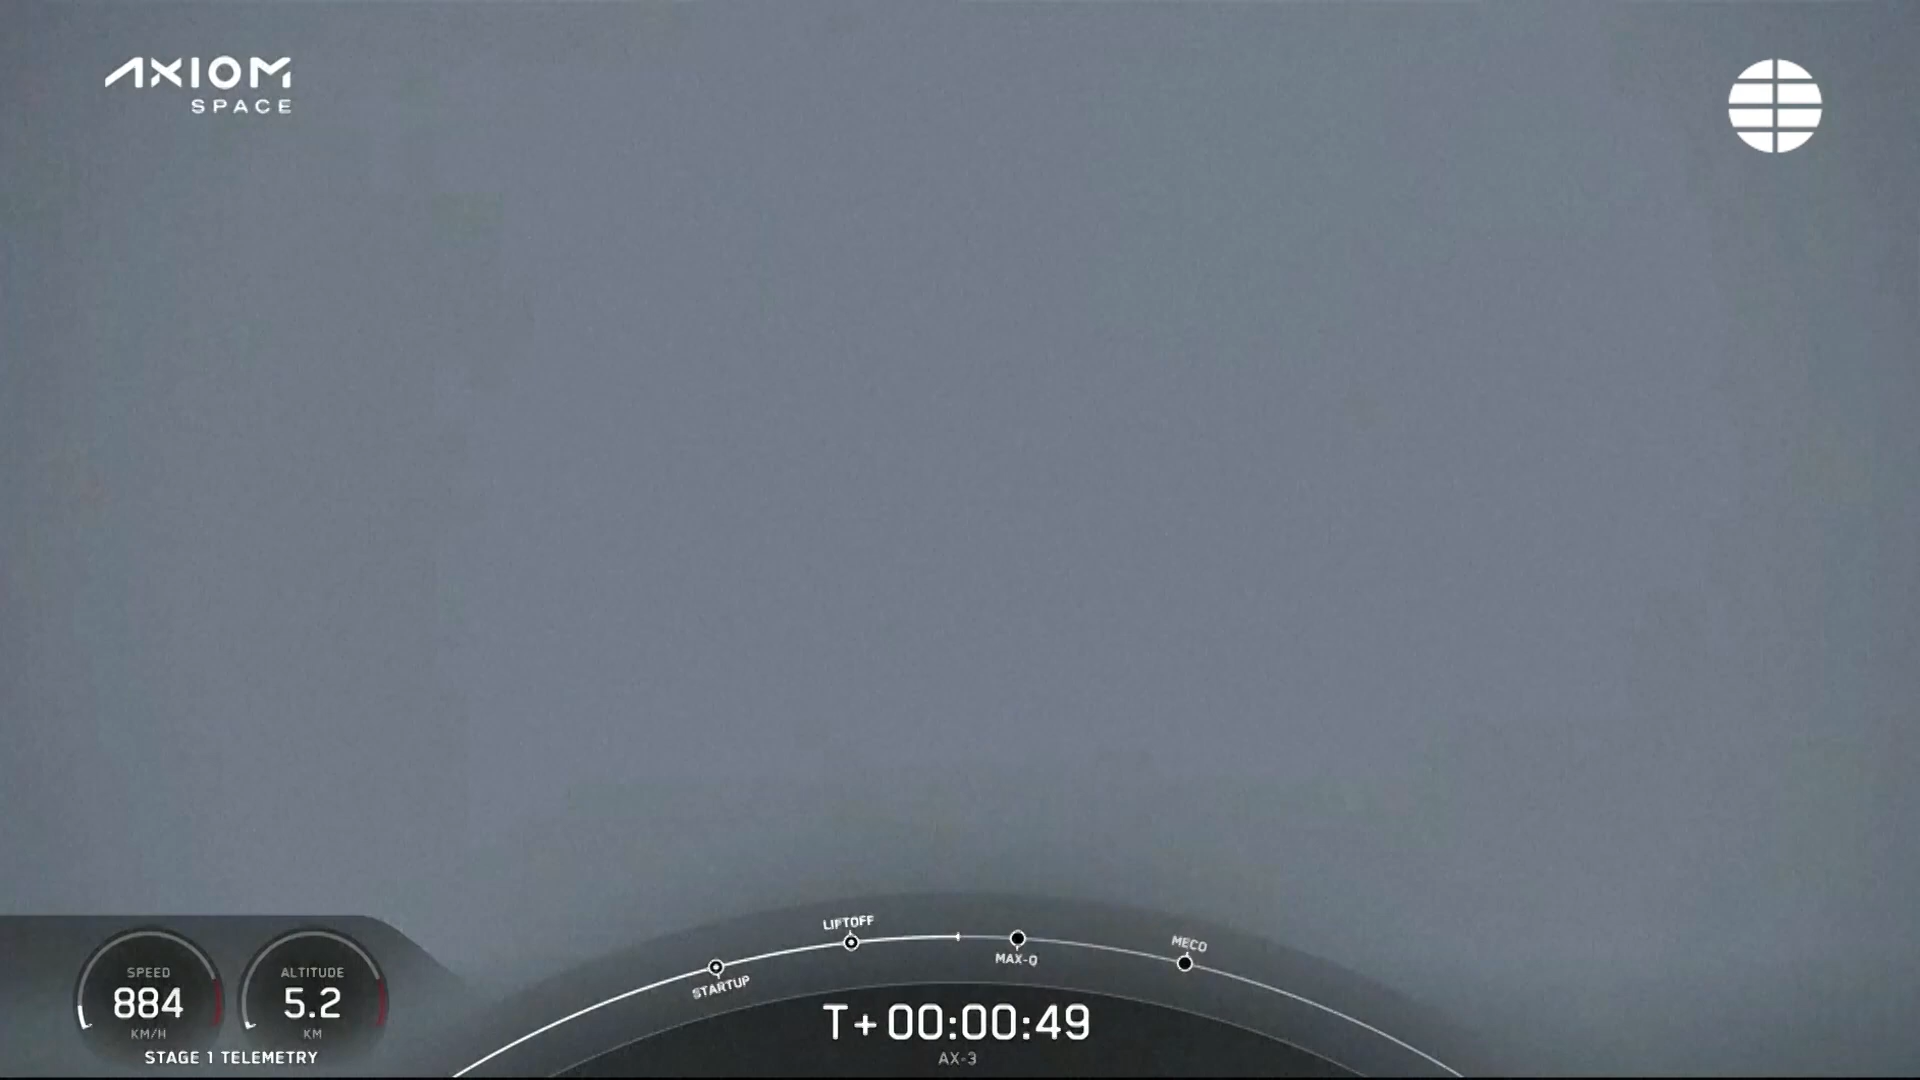 AXIOM
SPACE
LIFTOFF
MECO
STARTUP
MAX-Q
SPEED
884
KM/H
ALTITUDE
5.2
KM
STAGE 1 TELEMETRY
T+00:00:49
AX-3